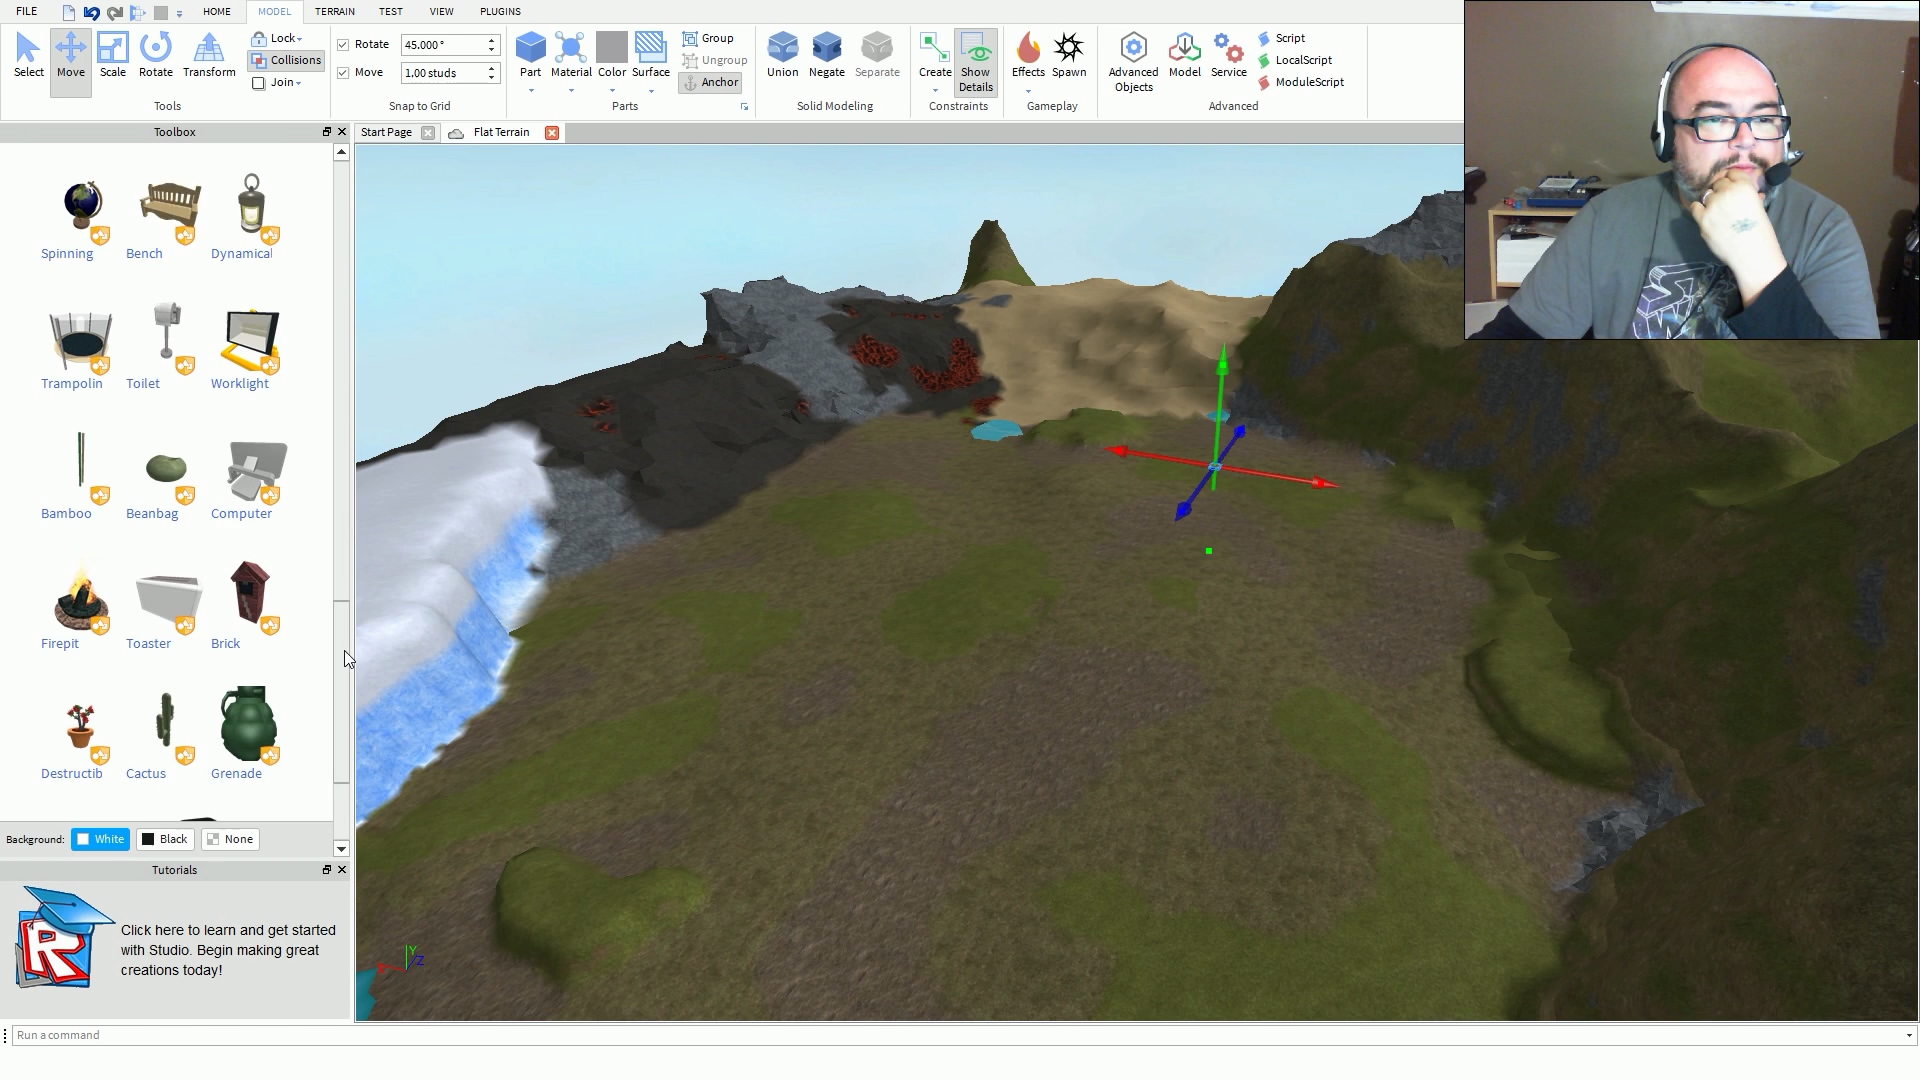 FILE HOME MODEL TERRAIN TEST VIEW PLUGINS
Select Move Scale Rotate Transform
Lock
Collisions
Join
Tools
Rotate 45.000 °
Move 1.00 studs
Snap to Grid
Part Material Color Surface
Group
Ungroup
Anchor
Parts
Union Negate Separate
Solid Modeling
Create Show Details
Constraints
Effects Spawn
Gameplay
Advanced Objects Model Service
Script
LocalScript
ModuleScript
Advanced
Toolbox
Start Page Flat Terrain
Spinning Bench Dynamical
Trampolin Toilet Worklight
Bamboo Beanbag Computer
Firepit Toaster Brick
Destructib Cactus Grenade
Background: White Black None
Tutorials
Click here to learn and get started
with Studio. Begin making great
creations today!
R
Y
Z
Run a command